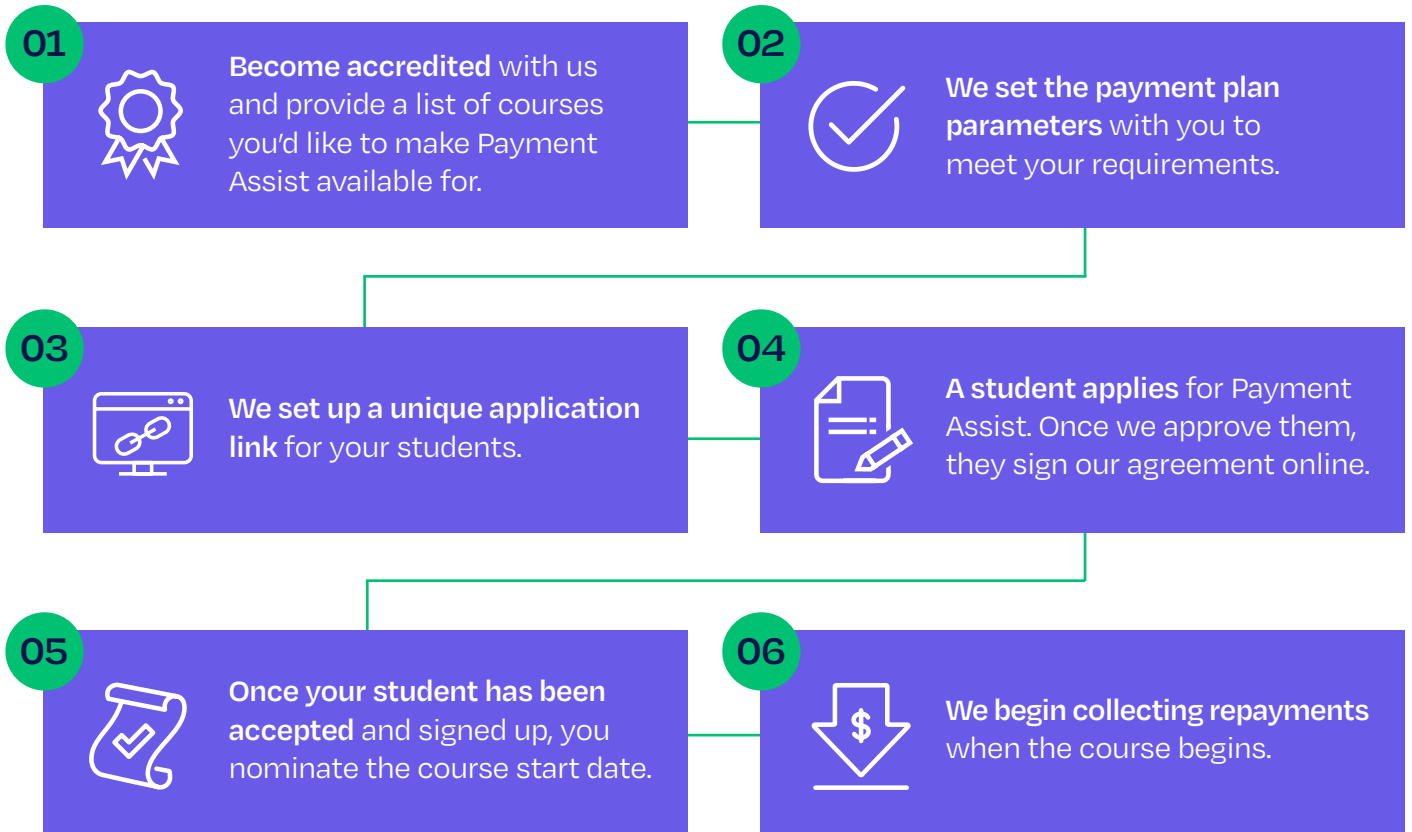 01
Become accredited with us
and provide a list of courses
you’d like to make Payment
Assist available for.
02
We set the payment plan
parameters with you to
meet your requirements.
03
We set up a unique application
link for your students.
04
A student applies for Payment
Assist. Once we approve them,
they sign our agreement online.
05
Once your student has been
accepted and signed up, you
nominate the course start date.
06
$
We begin collecting repayments
when the course begins.